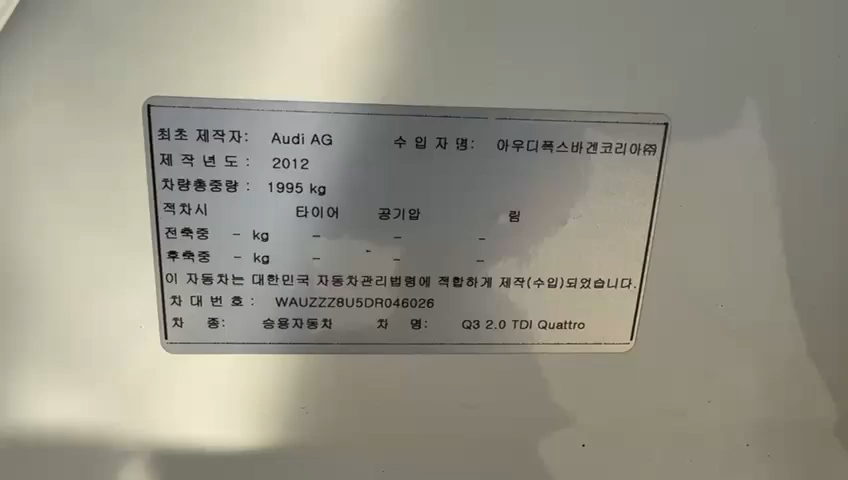 최초 제작자: Audi AG 수 입 자 명: 아우디폭스바겐코리아㈜
제 작 년 도 : 2012
차량총중량 : 1995 kg
적차시 타이어 공기압 림
전축중 - kg - - -
후축중 - kg - - -
이 자동차는 대한민국 자동차관리법령에 적합하게 제작(수입)되었습니다.
차 대 번 호 : WAUZZZ8U5DR046026
차 종: 승용자동차 차 명: Q3 2.0 TDI Quattro